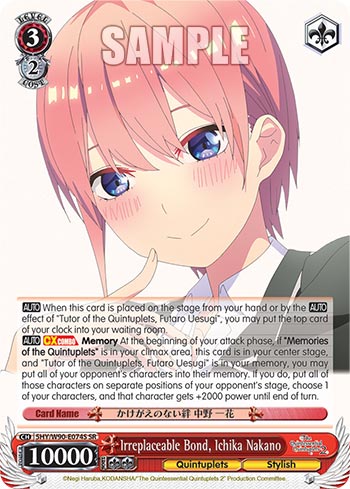 LEVEL
3
2
COST
SAMPLE
AUTO When this card is placed on the stage from your hand or by the AUTO
effect of "Tutor of the Quintuplets, Futaro Uesugi", you may put the top card
of your clock into your waiting room.
AUTO CXCOMBO Memory At the beginning of your attack phase, if "Memories
of the Quintuplets" is in your climax area, this card is in your center stage,
and "Tutor of the Quintuplets, Futaro Uesugi" is in your memory, you may
put all of your opponent's characters into their memory. If you do, put all of
those characters on separate positions of your opponent's stage, choose 1
of your characters, and that character gets +2000 power until end of turn.
Card Name かけがえのない絆 中野 一花
CH 5HY/W90-E074S SR
10000
Irreplaceable Bond, Ichika Nakano
Quintuplets Stylish
©Negi Haruba,KODANSHA/"The Quintessential Quintuplets 2" Production Committee.